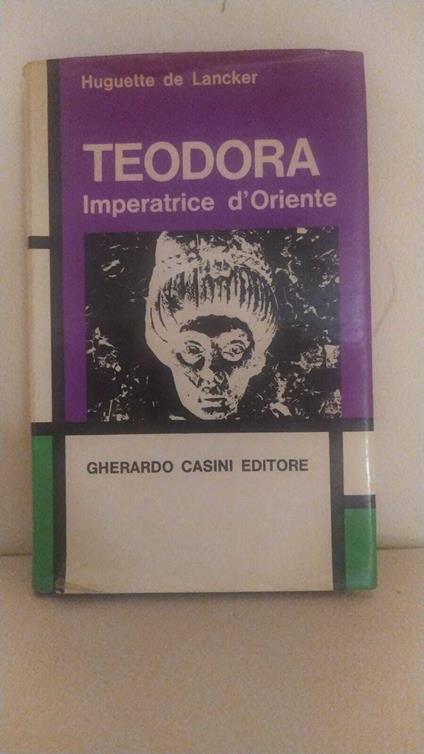 Huguette de Lancker
TEODORA
Imperatrice d'Oriente
GHERARDO CASINI EDITORE